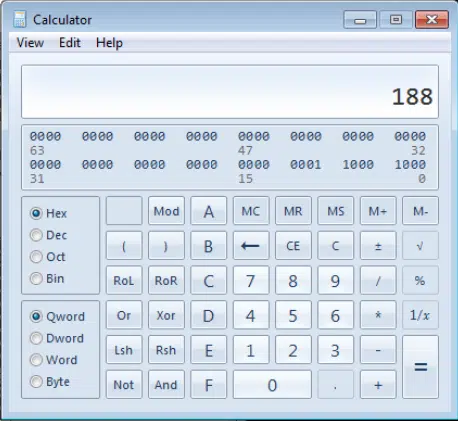 Calculator
View Edit Help
188
0000 0000 0000 0000 0000 0000 0000 0000
63 47 32
0000 0000 0000 0000 0000 0001 1000 1000
31 15 0
Hex Mod A MC MR MS M+ M-
Dec ( ) B ← CE C ± √
Oct
Bin RoL RoR C 7 8 9 / %
Qword Or Xor D 4 5 6 * 1/x
Dword
Word Lsh Rsh E 1 2 3 - =
Byte Not And F 0 . +